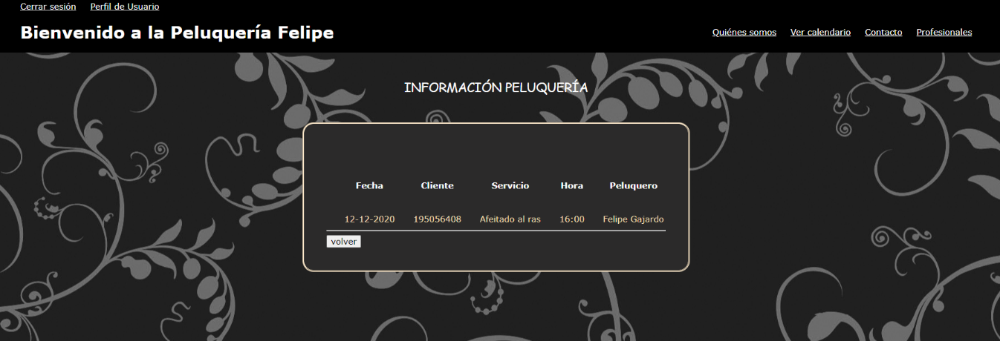 Cerrar sesión Perfil de Usuario
Bienvenido a la Peluquería Felipe
Quiénes somos Ver calendario Contacto Profesionales
INFORMACIÓN PELUQUERÍA
Fecha Cliente Servicio Hora Peluquero
12-12-2020 195056408 Afeitado al ras 16:00 Felipe Gajardo
volver